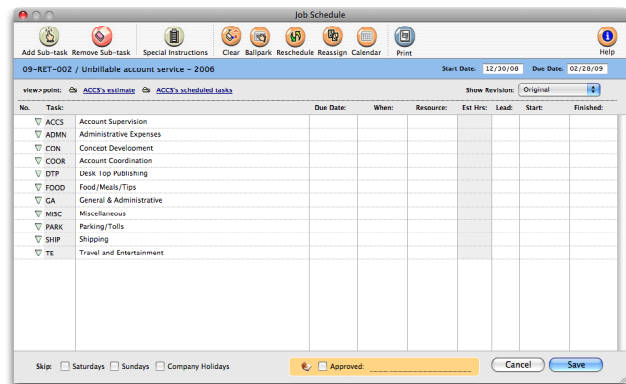 Job Schedule
Add Sub-task Remove Sub-task Special Instructions Clear Ballpark Reschedule Reassign Calendar Print Help
09-RET-002 / Unbillable account service - 2006 Start Date: 12/30/08 Due Date: 02/28/09
view>point: ACCS's estimate ACCS's scheduled tasks Show Revision: Original
No. Task: Due Date: When: Resource: Est Hrs: Lead: Start: Finished:
ACCS Account Supervision
ADMN Administrative Expenses
CON Concept Development
COOR Account Coordination
DTP Desk Top Publishing
FOOD Food/Meals/Tips
GA General & Administrative
MISC Miscellaneous
PARK Parking/Tolls
SHIP Shipping
TE Travel and Entertainment
Skip: Saturdays Sundays Company Holidays Approved: Cancel Save